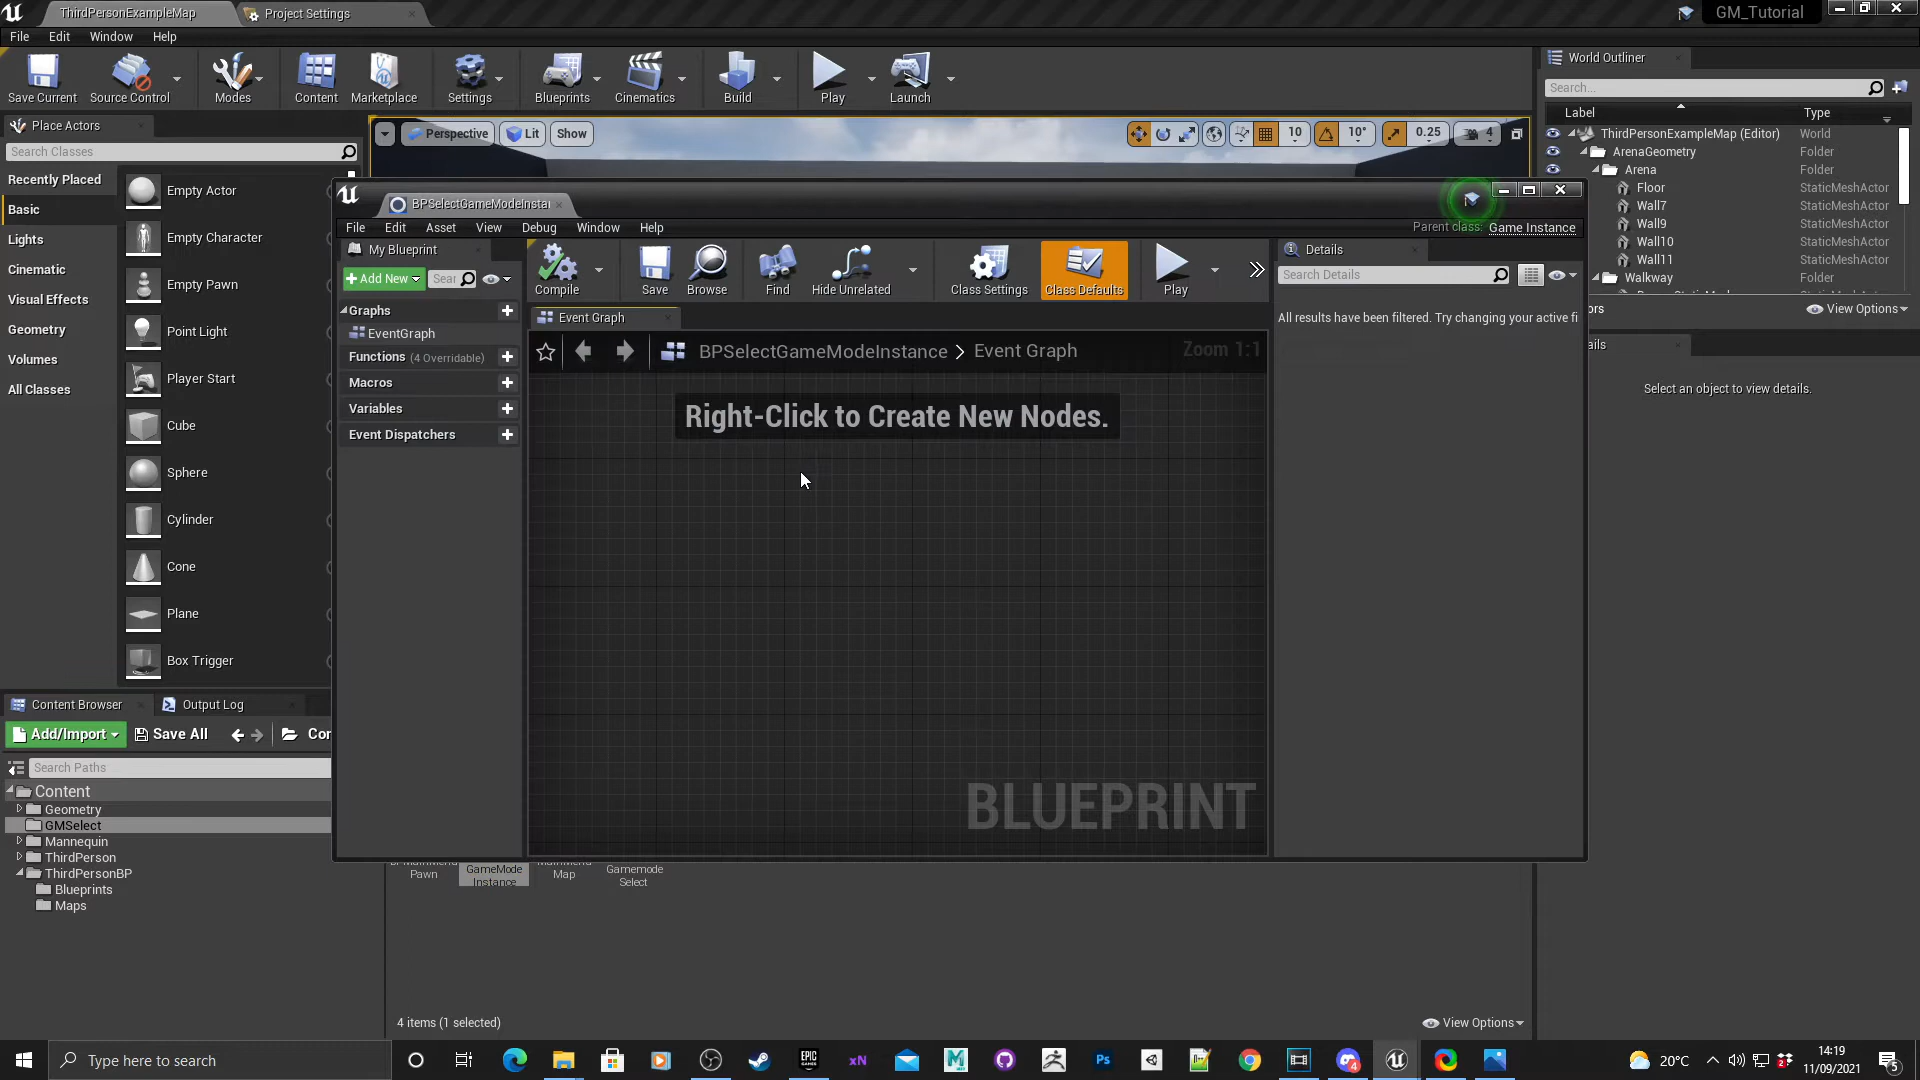 ThirdPersonExampleMap
Project Settings
GM_Tutorial
File Edit Window Help
Save Current
Source Control
Modes
Content
Marketplace
Settings
Blueprints
Cinematics
Build
Play
Launch
World Outliner
Search...
Label Type
ThirdPersonExampleMap (Editor) World
ArenaGeometry Folder
Arena Folder
Floor StaticMeshActor
Wall7 StaticMeshActor
Wall9 StaticMeshActor
Wall10 StaticMeshActor
Wall11 StaticMeshActor
Walkway Folder
View Options
Select an object to view details.
Place Actors
Search Classes
Recently Placed
Basic
Lights
Cinematic
Visual Effects
Geometry
Volumes
All Classes
Empty Actor
Empty Character
Empty Pawn
Point Light
Player Start
Cube
Sphere
Cylinder
Cone
Plane
Box Trigger
Perspective Lit Show
10 10° 0.25 4
BPSelectGameModeInstan
File Edit Asset View Debug Window Help
Parent class: Game Instance
My Blueprint
Add New
Sear
Graphs
EventGraph
Functions (4 Overridable)
Macros
Variables
Event Dispatchers
Compile
Save
Browse
Find
Hide Unrelated
Class Settings
Class Defaults
Play
Details
Search Details
All results have been filtered. Try changing your active fi
Event Graph
BPSelectGameModeInstance > Event Graph
Zoom 1:1
Right-Click to Create New Nodes.
BLUEPRINT
Content Browser
Output Log
Add/Import
Save All
Con
Search Paths
Content
Geometry
GMSelect
Mannequin
ThirdPerson
ThirdPersonBP
Blueprints
Maps
Pawn
GameMode
Instance
Map
Gamemode
Select
4 items (1 selected)
View Options
Type here to search
20°C
14:19
11/09/2021